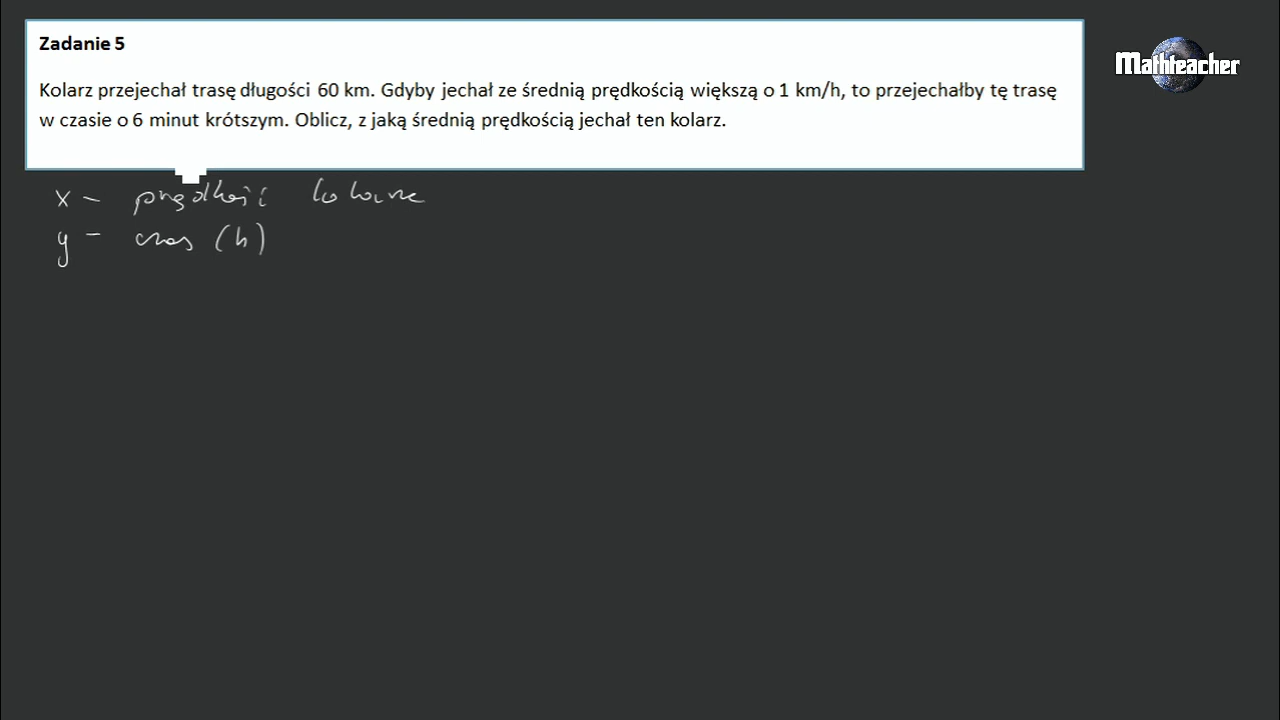 Zadanie 5
Mathteacher
Kolarz przejechał trasę długości 60 km. Gdyby jechał ze średnią prędkością większą o 1 km/h, to przejechałby tę trasę
w czasie o 6 minut krótszym. Oblicz, z jaką średnią prędkością jechał ten kolarz.
x - prędkość kolarza
y - czas (h)